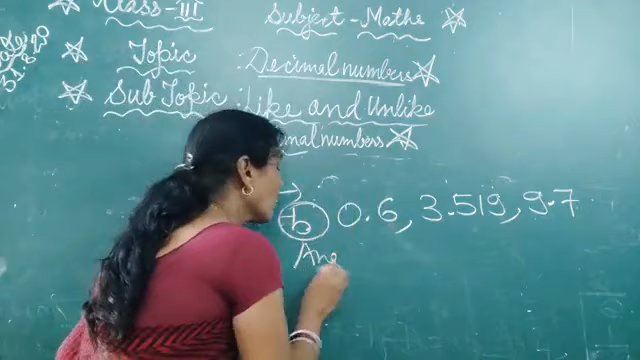 Class-III Subject - Maths
Topic : Decimal numbers
Sub Topic : Like and Unlike
mal numbers
b 0.6, 3.519, 9.7
Ans